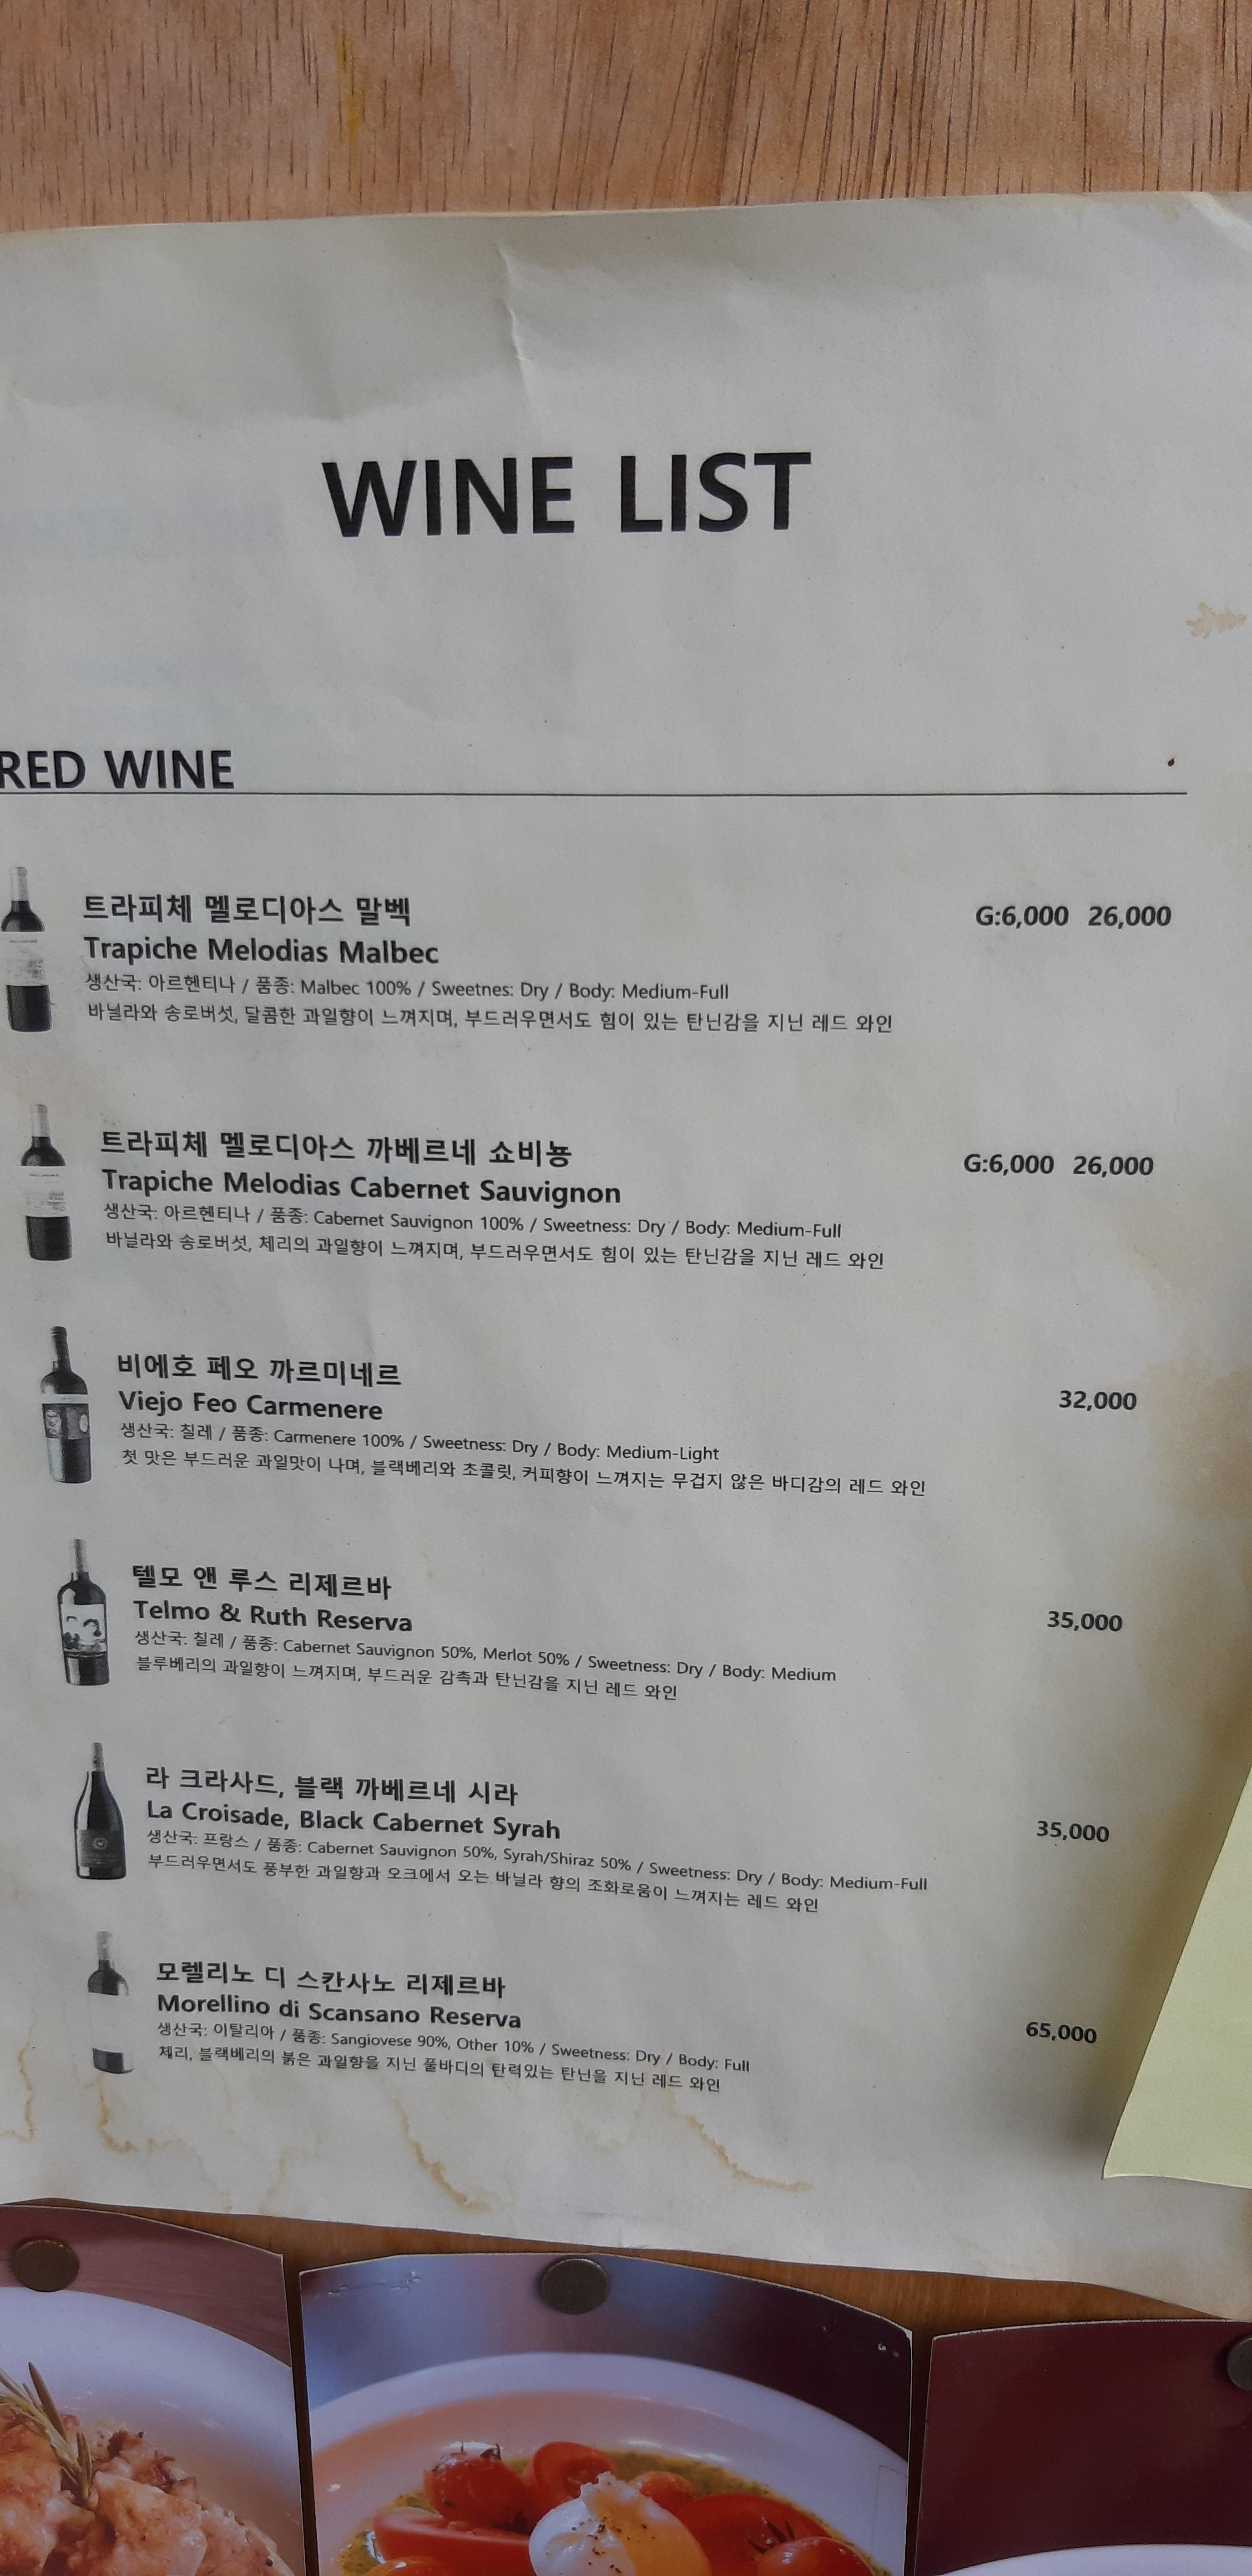 WINE LIST
RED WINE
트라피체 멜로디아스 말벡
G:6,000 26,000
Trapiche Melodias Malbec
생산국: 아르헨티나 / 품종: Malbec 100% / Sweetnes: Dry / Body: Medium-Full
바닐라와 송로버섯, 달콤한 과일향이 느껴지며, 부드러우면서도 힘이 있는 탄닌감을 지닌 레드 와인
트라피체 멜로디아스 까베르네 쇼비뇽
G:6,000 26,000
Trapiche Melodias Cabernet Sauvignon
생산국: 아르헨티나 / 품종: Cabernet Sauvignon 100% / Sweetness: Dry / Body: Medium-Full
바닐라와 송로버섯, 체리의 과일향이 느껴지며, 부드러우면서도 힘이 있는 탄닌감을 지닌 레드 와인
비에호 페오 까르미네르
32,000
Viejo Feo Carmenere
생산국: 칠레 / 품종: Carmenere 100% / Sweetness: Dry / Body: Medium-Light
첫 맛은 부드러운 과일맛이 나며, 블랙베리와 초콜릿, 커피향이 느껴지는 무겁지 않은 바디감의 레드 와인
텔모 앤 루스 리제르바
35,000
Telmo & Ruth Reserva
생산국: 칠레 / 품종: Cabernet Sauvignon 50%, Merlot 50% / Sweetness: Dry / Body: Medium
블루베리의 과일향이 느껴지며, 부드러운 감촉과 탄닌감을 지닌 레드 와인
라 크라사드, 블랙 까베르네 시라
35,000
La Croisade, Black Cabernet Syrah
생산국: 프랑스 / 품종: Cabernet Sauvignon 50%, Syrah/Shiraz 50% / Sweetness: Dry / Body: Medium-Full
부드러우면서도 풍부한 과일향과 오크에서 오는 바닐라 향의 조화로움이 느껴지는 레드 와인
모렐리노 디 스칸사노 리제르바
65,000
Morellino di Scansano Reserva
생산국: 이탈리아 / 품종: Sangiovese 90%, Other 10% / Sweetness: Dry / Body: Full
체리, 블랙베리의 붉은 과일향을 지닌 풀바디의 탄력있는 탄닌을 지닌 레드 와인